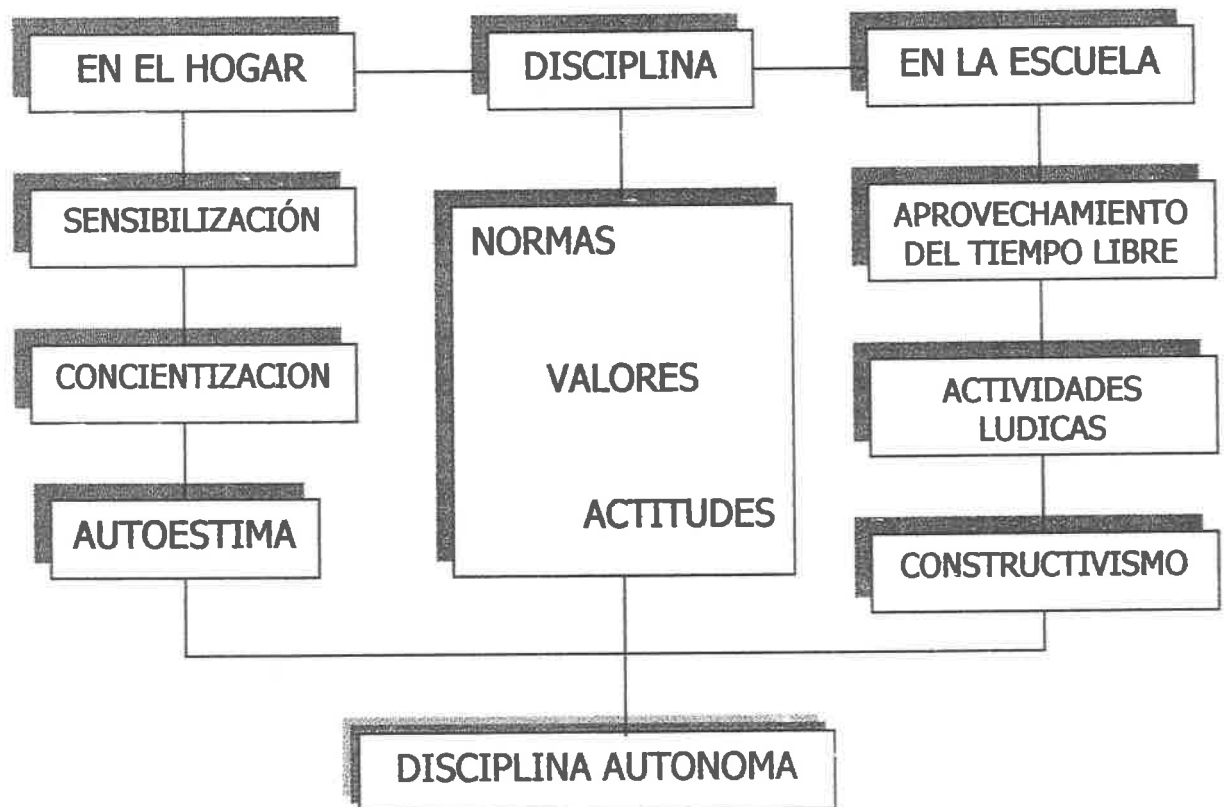 EN EL HOGAR
DISCIPLINA
EN LA ESCUELA
SENSIBILIZACIÓN
NORMAS
APROVECHAMIENTO
DEL TIEMPO LIBRE
CONCIENTIZACION
VALORES
ACTIVIDADES
LUDICAS
AUTOESTIMA
ACTITUDES
CONSTRUCTIVISMO
DISCIPLINA AUTONOMA